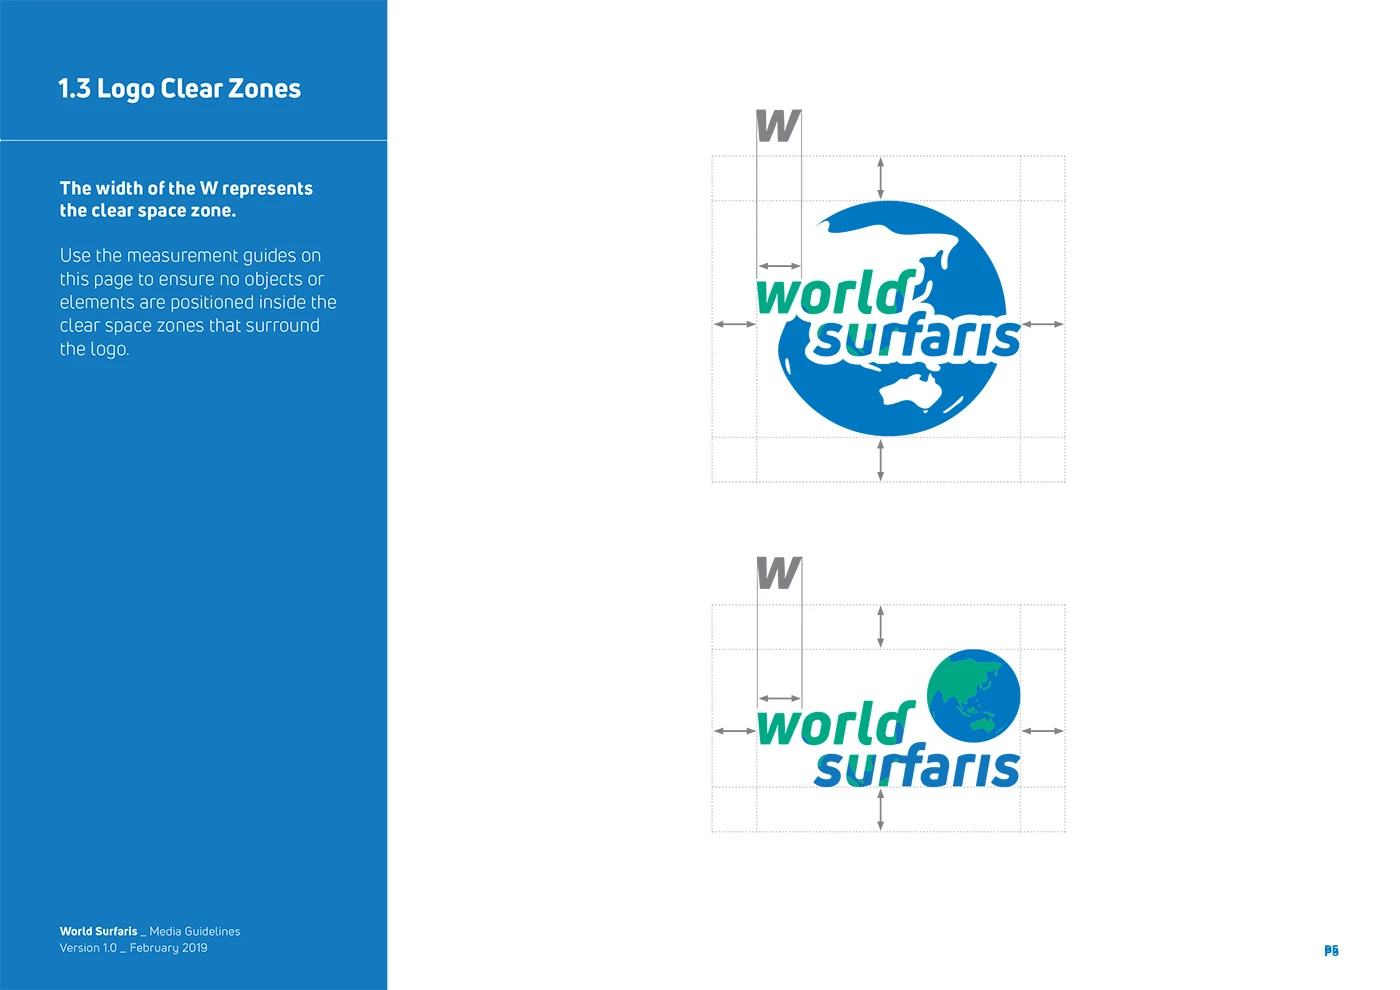 1.3 Logo Clear Zones
The width of the W represents
the clear space zone.
Use the measurement guides on
this page to ensure no objects or
elements are positioned inside the
clear space zones that surround
the logo.
World Surfaris _ Media Guidelines
Version 1.0 _ February 2019
W
world
surfaris
W
world
surfaris